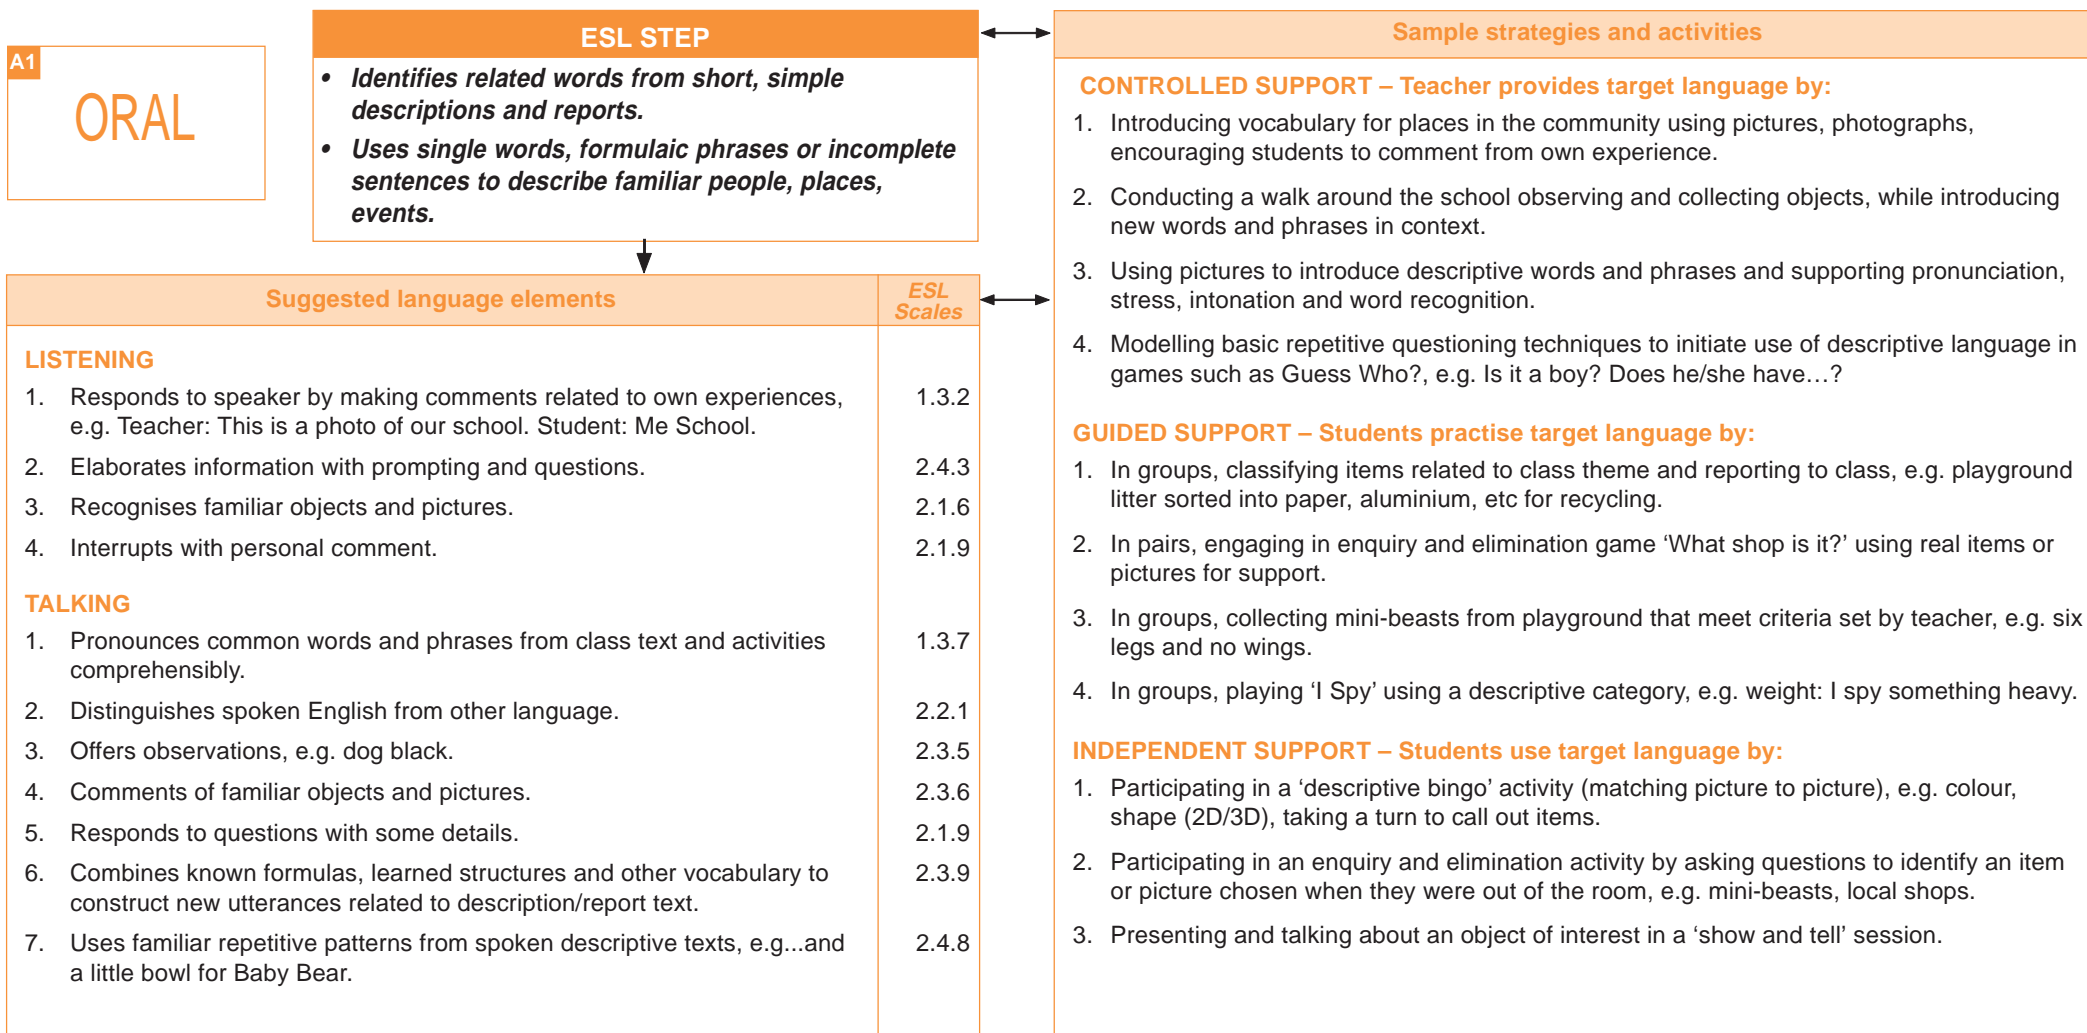 A1
ORAL
ESL STEP
• Identifies related words from short, simple
descriptions and reports.
• Uses single words, formulaic phrases or incomplete
sentences to describe familiar people, places,
events.
Suggested language elements
ESL
Scales
LISTENING
1. Responds to speaker by making comments related to own experiences, 1.3.2
e.g. Teacher: This is a photo of our school. Student: Me School.
2. Elaborates information with prompting and questions. 2.4.3
3. Recognises familiar objects and pictures. 2.1.6
4. Interrupts with personal comment. 2.1.9
TALKING
1. Pronounces common words and phrases from class text and activities 1.3.7
comprehensibly.
2. Distinguishes spoken English from other language. 2.2.1
3. Offers observations, e.g. dog black. 2.3.5
4. Comments of familiar objects and pictures. 2.3.6
5. Responds to questions with some details. 2.1.9
6. Combines known formulas, learned structures and other vocabulary to 2.3.9
construct new utterances related to description/report text.
7. Uses familiar repetitive patterns from spoken descriptive texts, e.g...and 2.4.8
a little bowl for Baby Bear.
Sample strategies and activities
CONTROLLED SUPPORT – Teacher provides target language by:
1. Introducing vocabulary for places in the community using pictures, photographs,
encouraging students to comment from own experience.
2. Conducting a walk around the school observing and collecting objects, while introducing
new words and phrases in context.
3. Using pictures to introduce descriptive words and phrases and supporting pronunciation,
stress, intonation and word recognition.
4. Modelling basic repetitive questioning techniques to initiate use of descriptive language in
games such as Guess Who?, e.g. Is it a boy? Does he/she have…?
GUIDED SUPPORT – Students practise target language by:
1. In groups, classifying items related to class theme and reporting to class, e.g. playground
litter sorted into paper, aluminium, etc for recycling.
2. In pairs, engaging in enquiry and elimination game ‘What shop is it?’ using real items or
pictures for support.
3. In groups, collecting mini-beasts from playground that meet criteria set by teacher, e.g. six
legs and no wings.
4. In groups, playing ‘I Spy’ using a descriptive category, e.g. weight: I spy something heavy.
INDEPENDENT SUPPORT – Students use target language by:
1. Participating in a ‘descriptive bingo’ activity (matching picture to picture), e.g. colour,
shape (2D/3D), taking a turn to call out items.
2. Participating in an enquiry and elimination activity by asking questions to identify an item
or picture chosen when they were out of the room, e.g. mini-beasts, local shops.
3. Presenting and talking about an object of interest in a ‘show and tell’ session.